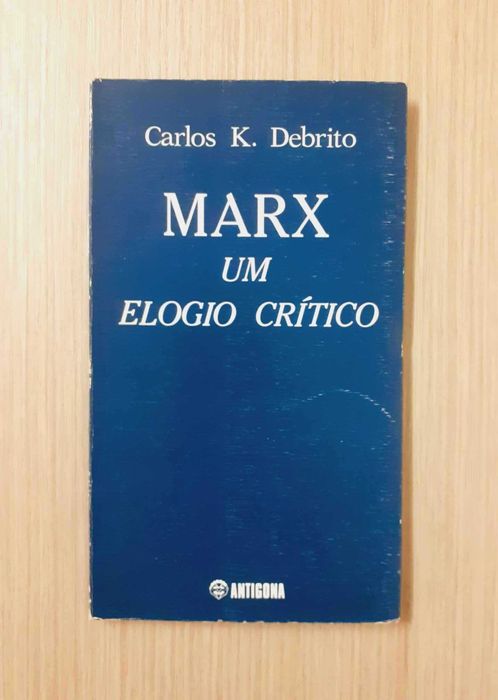 Carlos K. Debrito
MARX
UM
ELOGIO CRÍTICO
ANTIGONA